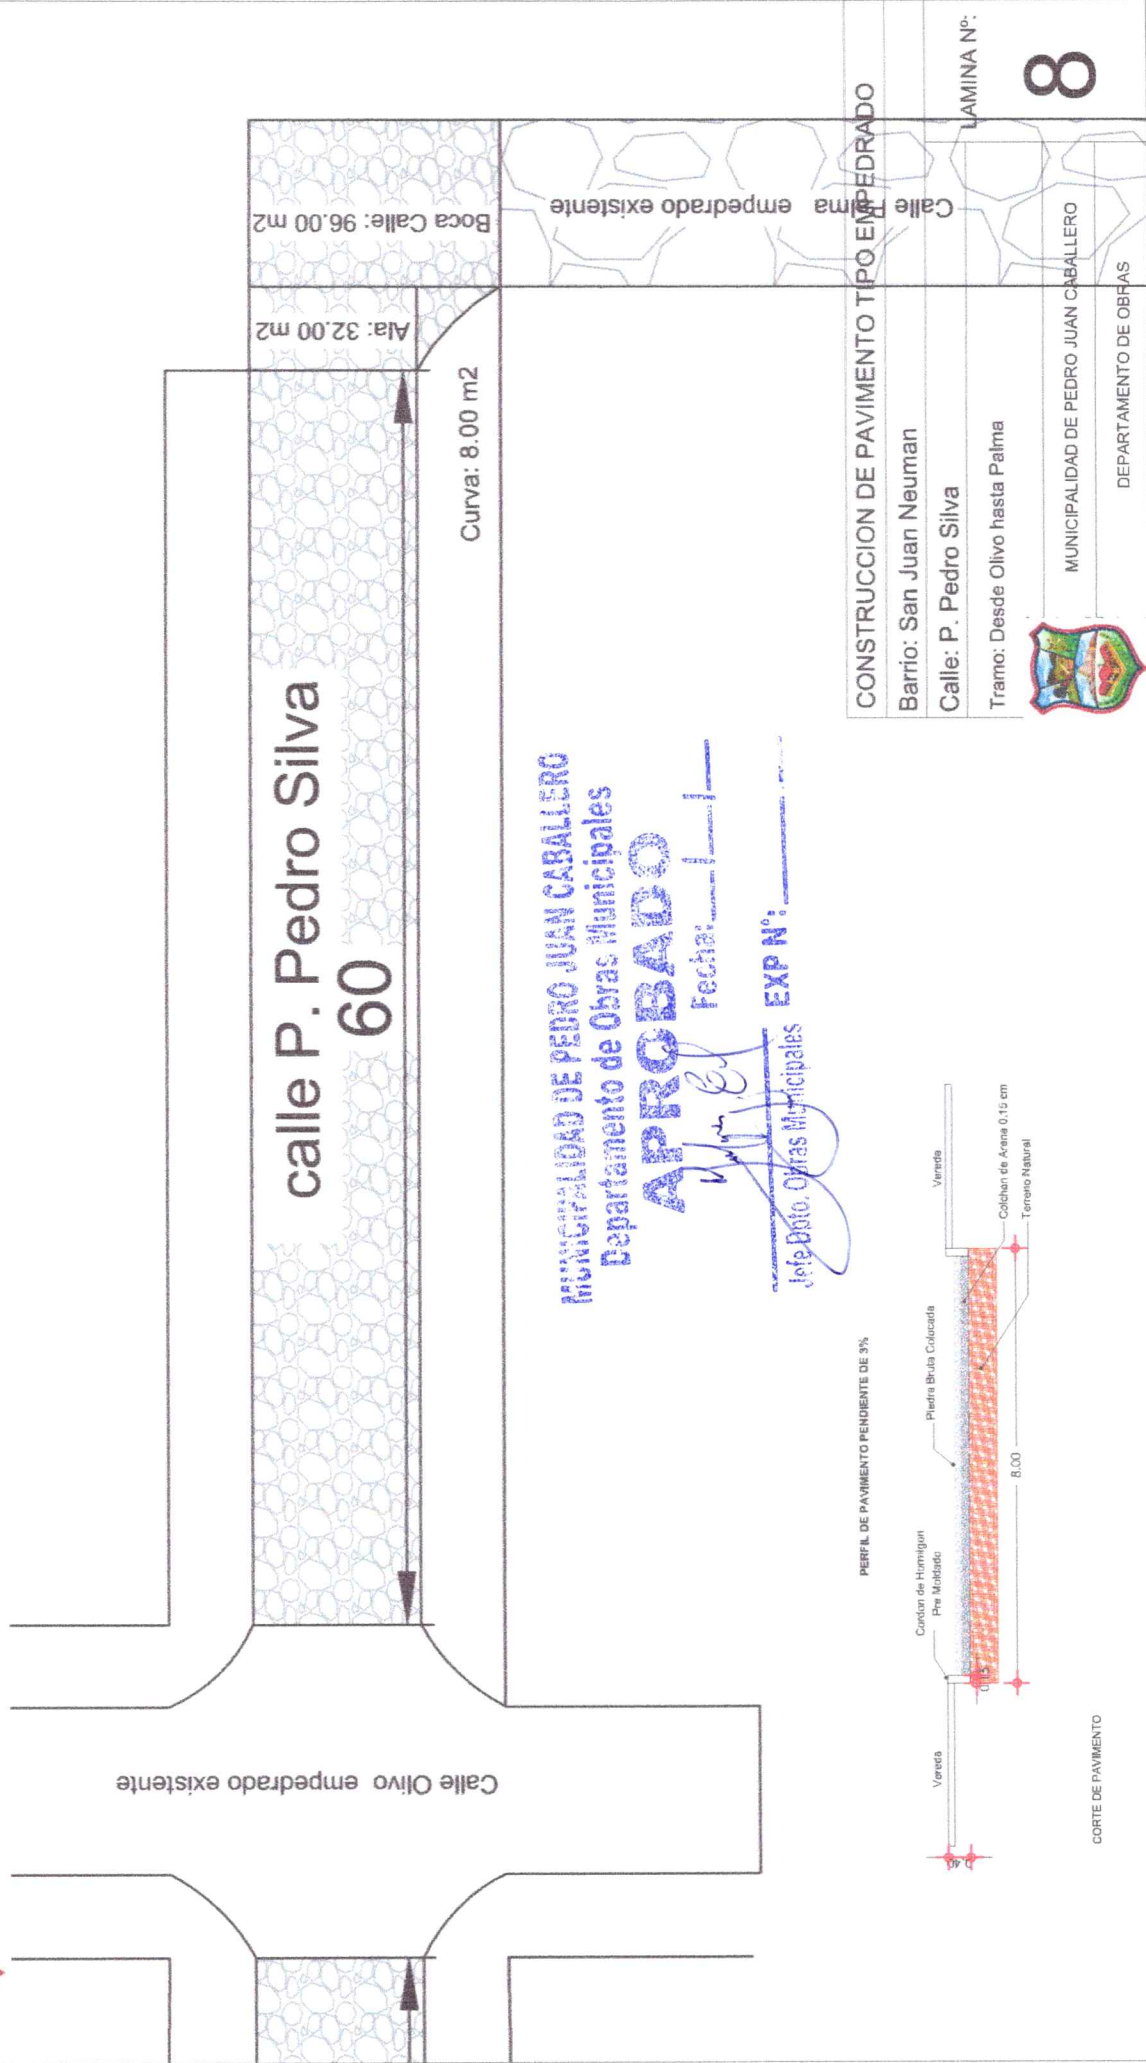 calle P. Pedro Silva
60
Ala: 32.00 m2
Boca Calle: 96.00 m2
Curva: 8.00 m2
Calle Olivo empedrado existente
Calle Palma empedrado existente
MUNICIPALIDAD DE PEDRO JUAN CABALLERO
Departamento de Obras Municipales
APROBADO
Fecha: / /
Jefe Dpto. Obras Municipales EXP Nº:
PERFIL DE PAVIMENTO PENDIENTE DE 3%
Cordon de Hormigon
Pre Moldado
Piedra Bruta Colocada
Vereda
Vereda
Colchon de Arena 0,15 cm
Terreno Natural
0,40
0,15
8.00
CORTE DE PAVIMENTO
CONSTRUCCION DE PAVIMENTO TIPO EMPEDRADO
Barrio: San Juan Neuman
Calle: P. Pedro Silva
Tramo: Desde Olivo hasta Palma
LAMINA Nº:
8
MUNICIPALIDAD DE PEDRO JUAN CABALLERO
DEPARTAMENTO DE OBRAS